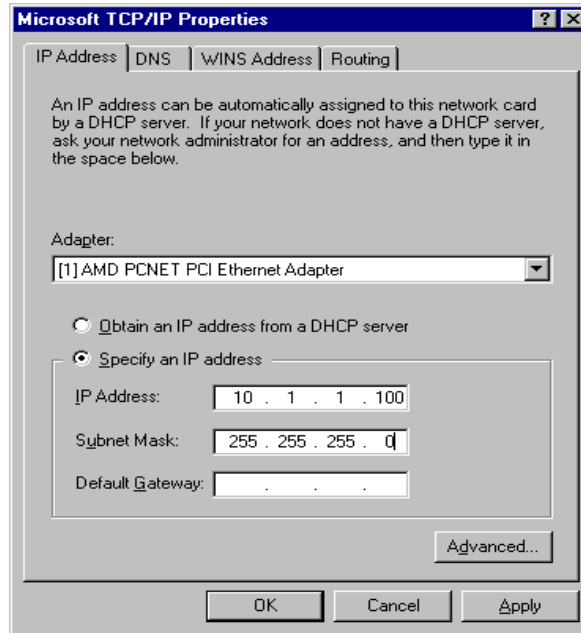 Microsoft TCP/IP Properties ? X
IP Address DNS WINS Address Routing
An IP address can be automatically assigned to this network card
by a DHCP server. If your network does not have a DHCP server,
ask your network administrator for an address, and then type it in
the space below.
Adapter:
[1] AMD PCNET PCI Ethernet Adapter
Obtain an IP address from a DHCP server
Specify an IP address
IP Address: 10 . 1 . 1 . 100
Subnet Mask: 255 . 255 . 255 . 0
Default Gateway: . . .
Advanced...
OK Cancel Apply